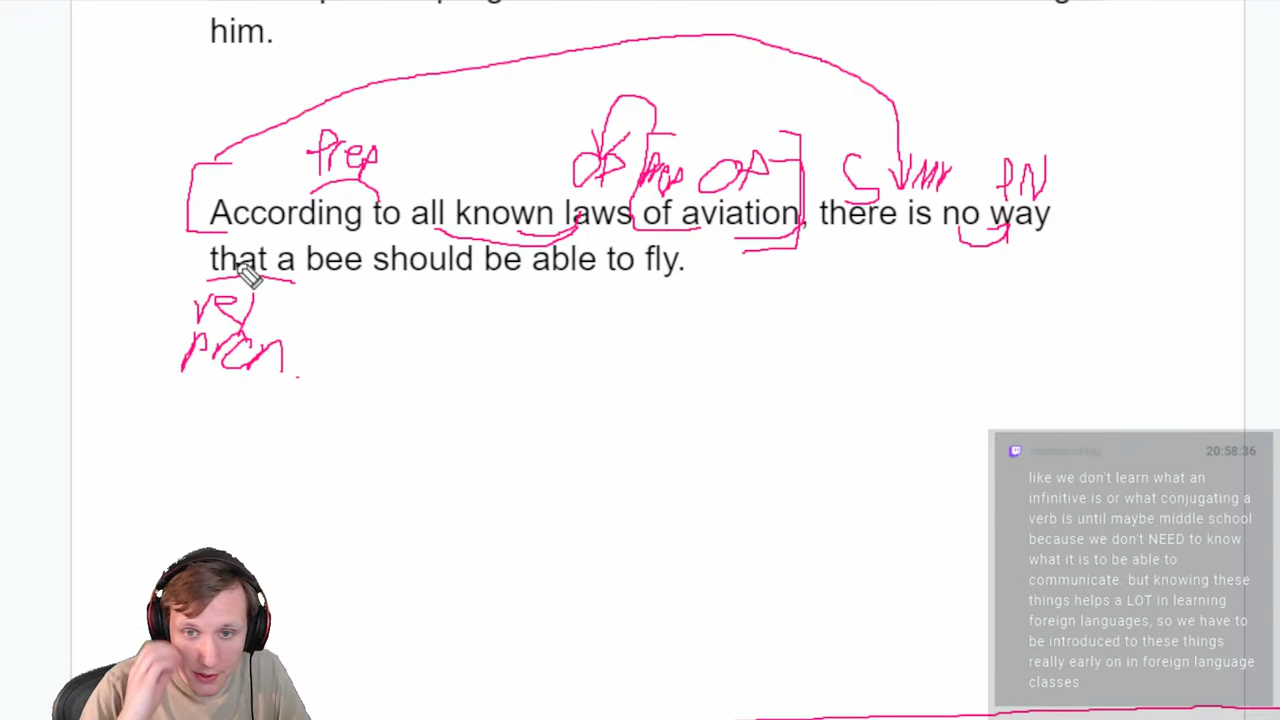 him.
Prep
OP
Prep OP
S
PN
According to all known laws of aviation, there is no way
that a bee should be able to fly.
rel
pron.
20:58:36
like we don't learn what an
infinitive is or what conjugating a
verb is until maybe middle school
because we don't NEED to know
what it is to be able to
communicate. but knowing these
things helps a LOT in learning
foreign languages, so we have to
be introduced to these things
really early on in foreign language
classes